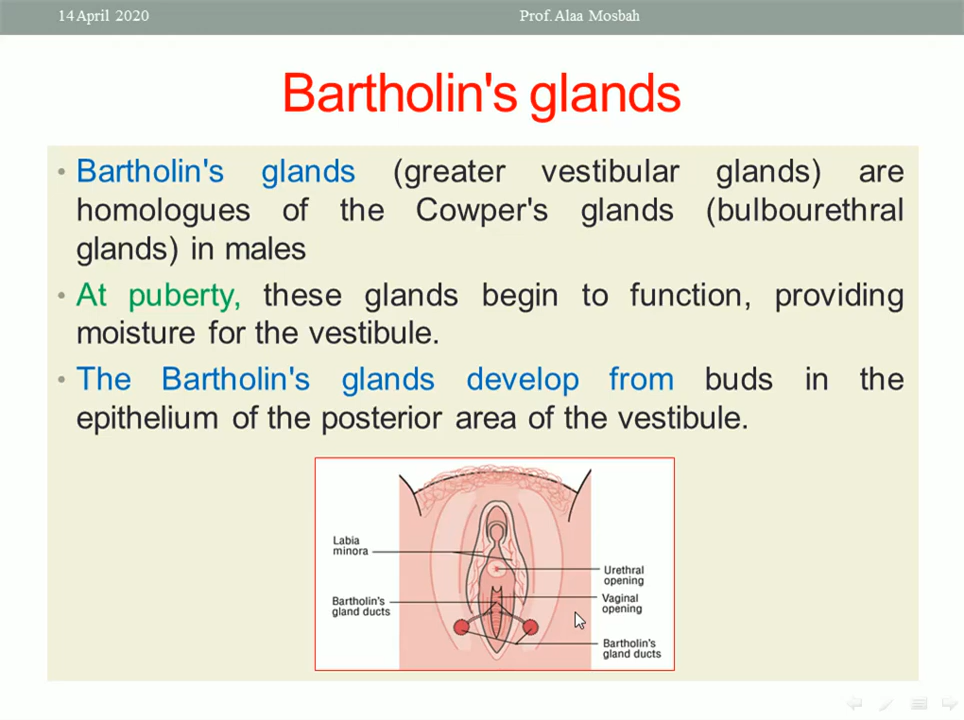 14 April 2020 Prof. Alaa Mosbah
Bartholin's glands
• Bartholin's glands (greater vestibular glands) are
homologues of the Cowper's glands (bulbourethral
glands) in males
• At puberty, these glands begin to function, providing
moisture for the vestibule.
• The Bartholin's glands develop from buds in the
epithelium of the posterior area of the vestibule.
Labia
minora
Urethral
opening
Bartholin's
gland ducts
Vaginal
opening
Bartholin's
gland ducts